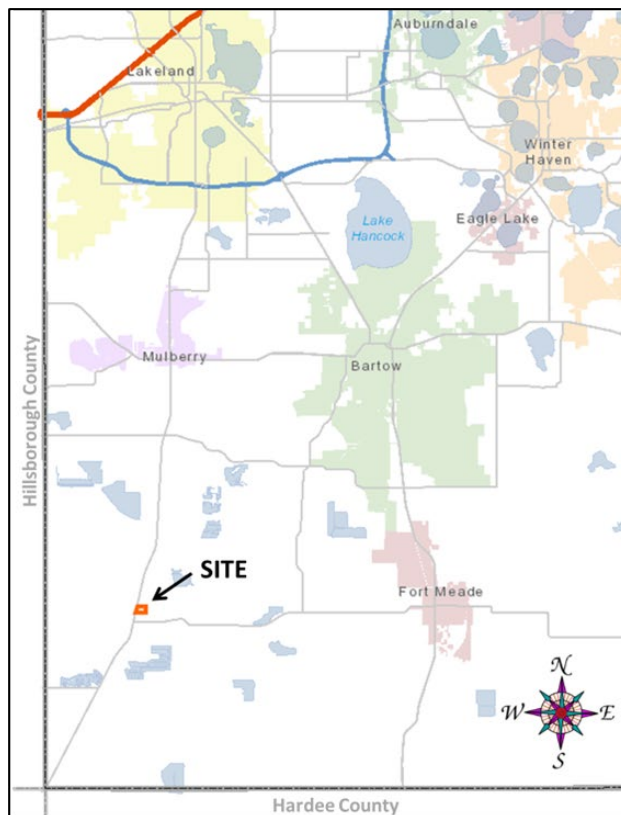 Auburndale
Lakeland
Winter
Haven
Lake
Hancock
Eagle Lake
Mulberry
Bartow
Hillsborough County
SITE
Fort Meade
N
W
E
S
Hardee County